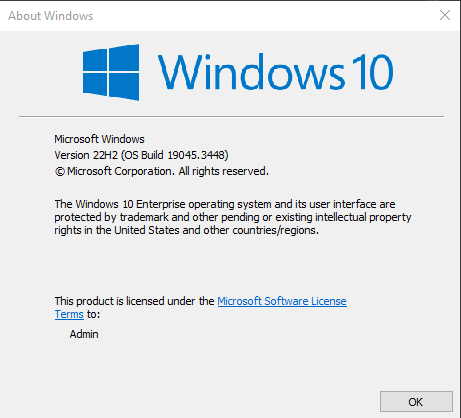 About Windows
Windows 10
Microsoft Windows
Version 22H2 (OS Build 19045.3448)
© Microsoft Corporation. All rights reserved.
The Windows 10 Enterprise operating system and its user interface are
protected by trademark and other pending or existing intellectual property
rights in the United States and other countries/regions.
This product is licensed under the Microsoft Software License
Terms to:
Admin
OK